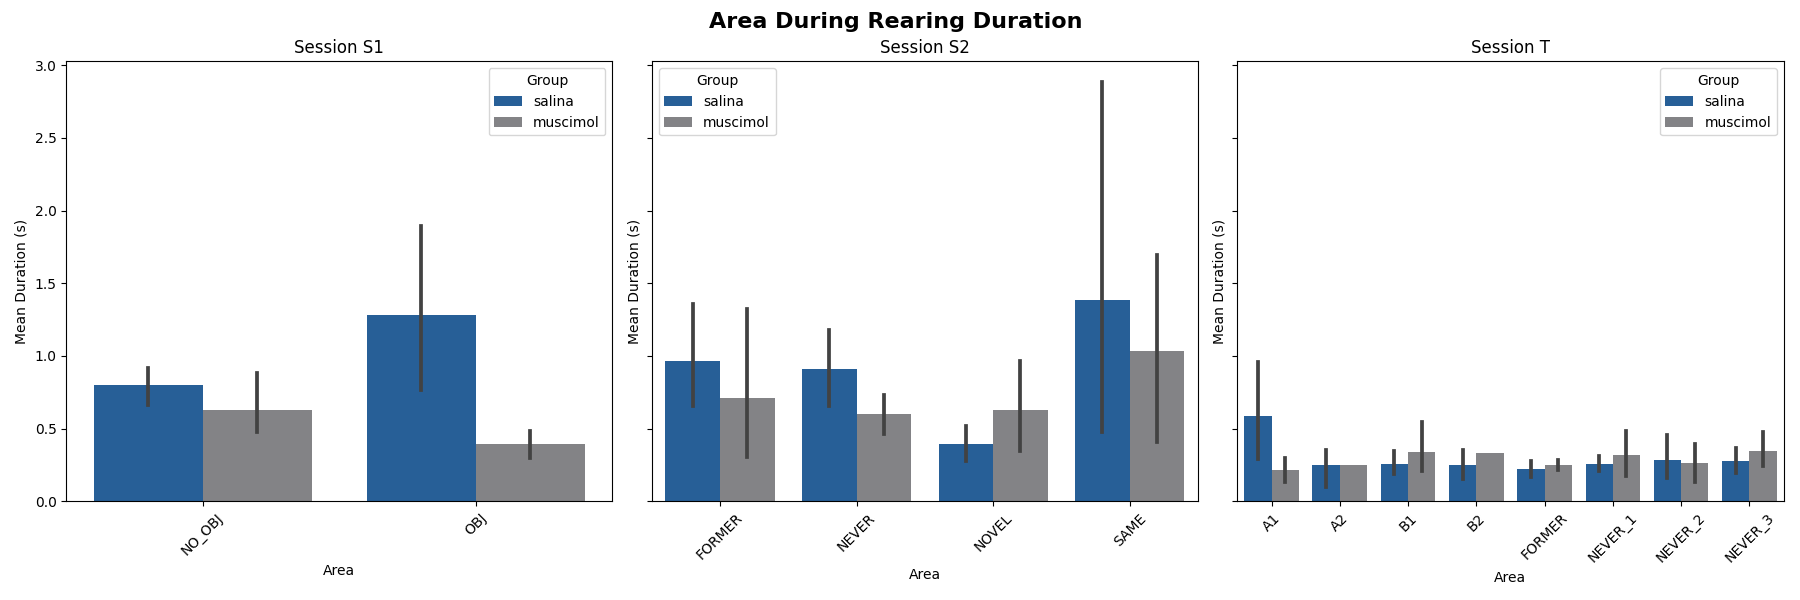 Area During Rearing Duration
Session S1
Mean Duration (s)
3.0
2.5
2.0
1.5
1.0
0.5
0.0
Group
salina
muscimol
NO_OBJ
OBJ
Area
Session S2
Mean Duration (s)
Group
salina
muscimol
FORMER
NEVER
NOVEL
SAME
Area
Session T
Mean Duration (s)
Group
salina
muscimol
A1
A2
B1
B2
FORMER
NEVER_1
NEVER_2
NEVER_3
Area